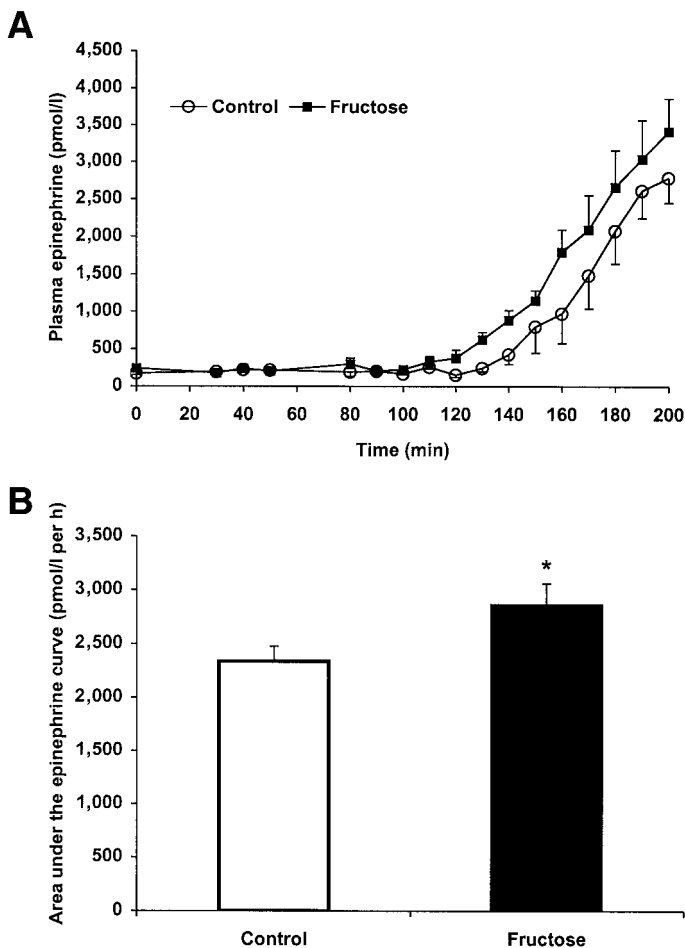 A
4,500
4,000
3,500
3,000
2,500
2,000
1,500
1,000
500
0
Plasma epinephrine (pmol/l)
Control Fructose
0 20 40 60 80 100 120 140 160 180 200
Time (min)
B
3,500
3,000
2,500
2,000
1,500
1,000
500
0
Area under the epinephrine curve (pmol/l per h)
*
Control Fructose